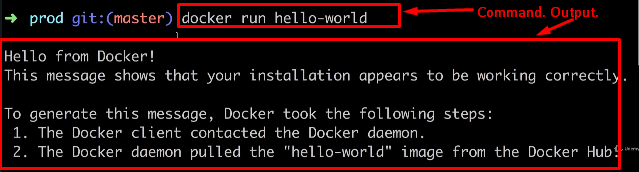 ➜ prod git:(master) docker run hello-world
Command. Output.
Hello from Docker!
This message shows that your installation appears to be working correctly.
To generate this message, Docker took the following steps:
1. The Docker client contacted the Docker daemon.
2. The Docker daemon pulled the "hello-world" image from the Docker Hub.
Udemy